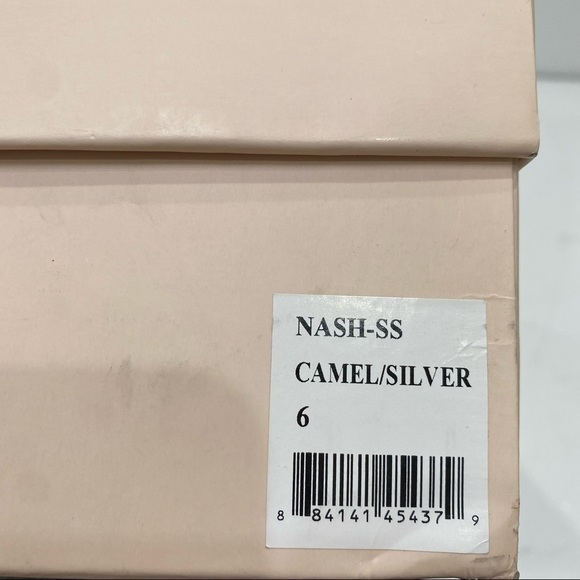 NASH-SS
CAMEL/SILVER
6
8 84141 45437 9